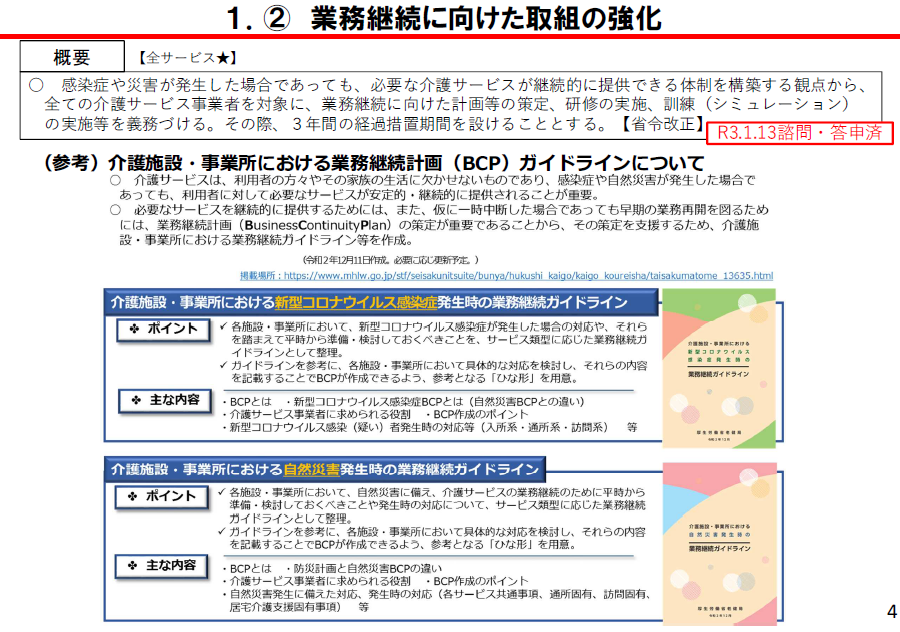 １．② 業務継続に向けた取組の強化
概要 【全サービス★】
○ 感染症や災害が発生した場合であっても、必要な介護サービスが継続的に提供できる体制を構築する観点から、
全ての介護サービス事業者を対象に、業務継続に向けた計画等の策定、研修の実施、訓練（シミュレーション）
の実施等を義務づける。その際、３年間の経過措置期間を設けることとする。【省令改正】
R3.1.13諮問・答申済
（参考）介護施設・事業所における業務継続計画（BCP）ガイドラインについて
○ 介護サービスは、利用者の方々やその家族の生活に欠かせないものであり、感染症や自然災害が発生した場合で
あっても、利用者に対して必要なサービスが安定的・継続的に提供されることが重要。
○ 必要なサービスを継続的に提供するためには、また、仮に一時中断した場合であっても早期の業務再開を図るため
には、業務継続計画（BusinessContinuityPlan）の策定が重要であることから、その策定を支援するため、介護施
設・事業所における業務継続ガイドライン等を作成。
（令和２年12月11日作成。必要に応じ更新予定。）
掲載場所：https://www.mhlw.go.jp/stf/seisakunitsuite/bunya/hukushi_kaigo/kaigo_koureisha/taisakumatome_13635.html
介護施設・事業所における新型コロナウイルス感染症発生時の業務継続ガイドライン
❖ ポイント
✓ 各施設・事業所において、新型コロナウイルス感染症が発生した場合の対応や、それら
を踏まえて平時から準備・検討しておくべきことを、サービス類型に応じた業務継続ガ
イドラインとして整理。
✓ ガイドラインを参考に、各施設・事業所において具体的な対応を検討し、それらの内容
を記載することでBCPが作成できるよう、参考となる「ひな形」を用意。
❖ 主な内容
・BCPとは ・新型コロナウイルス感染症BCPとは（自然災害BCPとの違い）
・介護サービス事業者に求められる役割 ・BCP作成のポイント
・新型コロナウイルス感染（疑い）者発生時の対応等（入所系・通所系・訪問系） 等
介護施設・事業所における
新型コロナウイルス
感染症発生時の
業務継続ガイドライン
厚生労働省老健局
令和２年12月
介護施設・事業所における自然災害発生時の業務継続ガイドライン
❖ ポイント
✓ 各施設・事業所において、自然災害に備え、介護サービスの業務継続のために平時から
準備・検討しておくべきことや発生時の対応について、サービス類型に応じた業務継続
ガイドラインとして整理。
✓ ガイドラインを参考に、各施設・事業所において具体的な対応を検討し、それらの内容
を記載することでBCPが作成できるよう、参考となる「ひな形」を用意。
❖ 主な内容
・BCPとは ・防災計画と自然災害BCPの違い
・介護サービス事業者に求められる役割 ・BCP作成のポイント
・自然災害発生に備えた対応、発生時の対応（各サービス共通事項、通所固有、訪問固有、
居宅介護支援固有事項） 等
介護施設・事業所における
自然災害発生時の
業務継続ガイドライン
厚生労働省老健局
令和２年12月
4